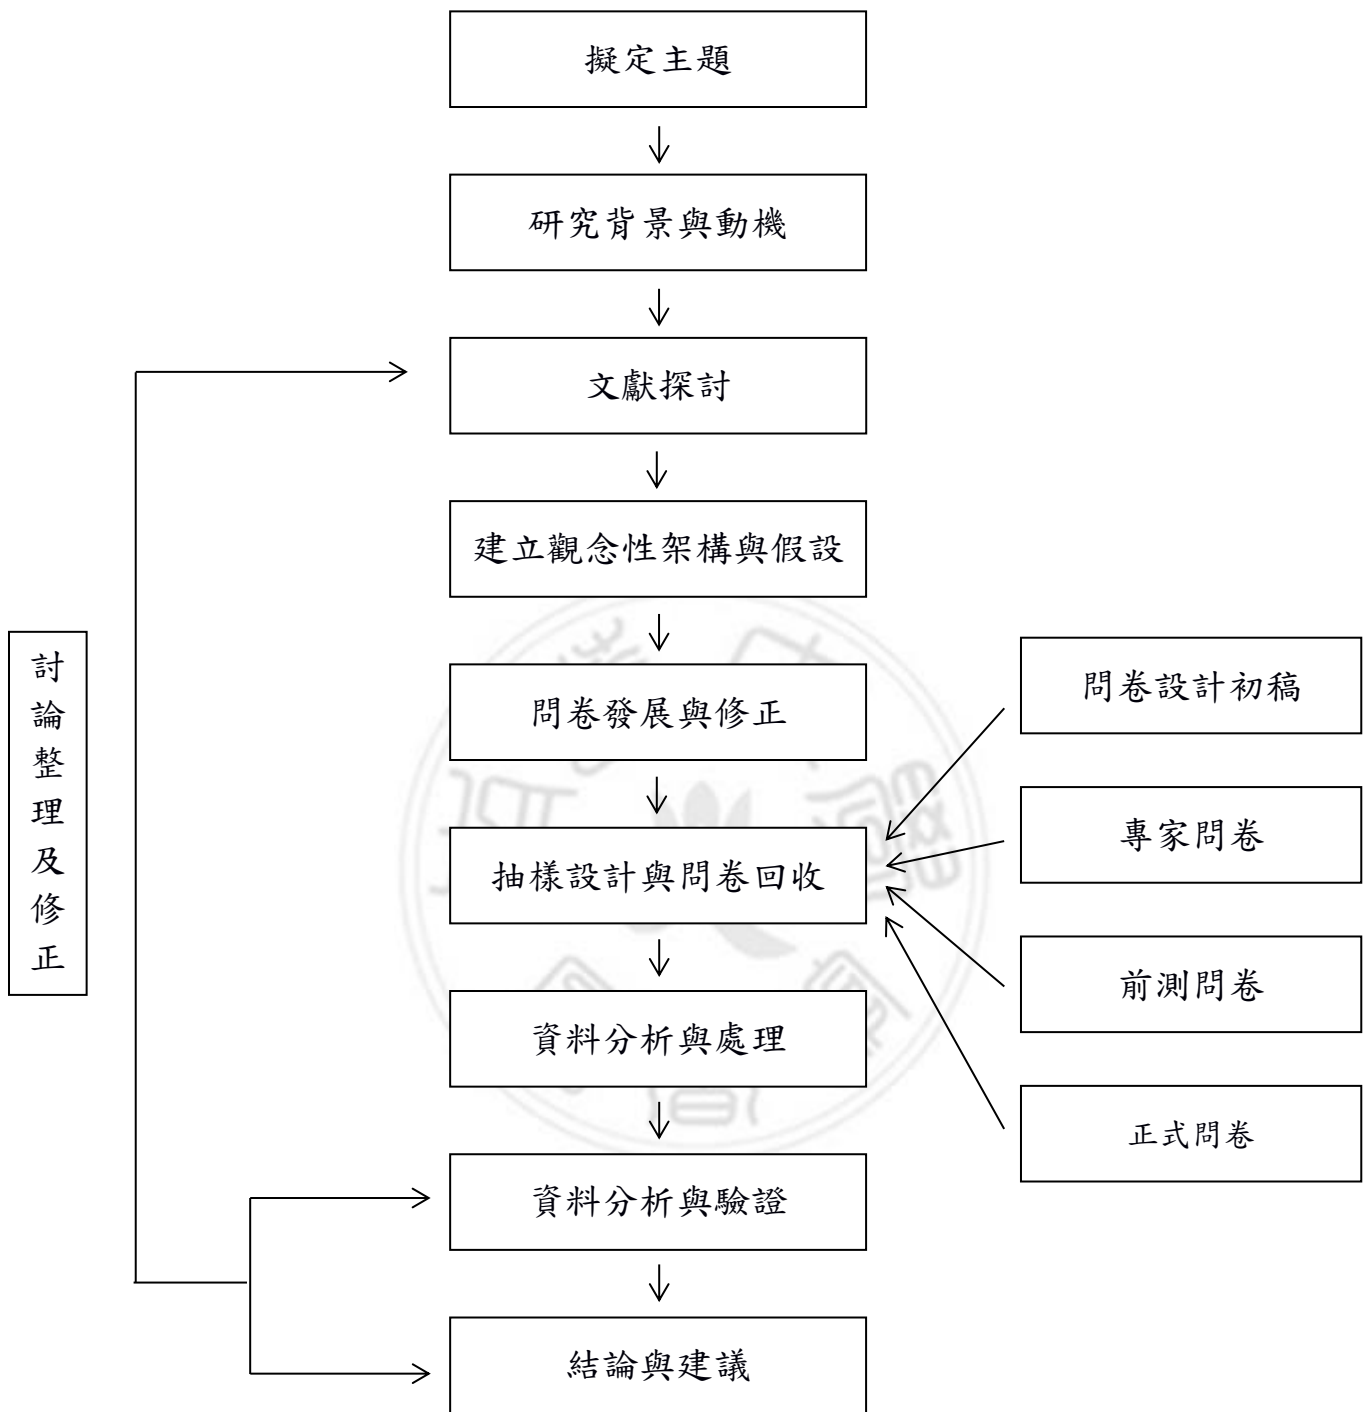 擬定主題
研究背景與動機
文獻探討
建立觀念性架構與假設
問卷發展與修正
抽樣設計與問卷回收
資料分析與處理
資料分析與驗證
結論與建議
討論整理及修正
問卷設計初稿
專家問卷
前測問卷
正式問卷